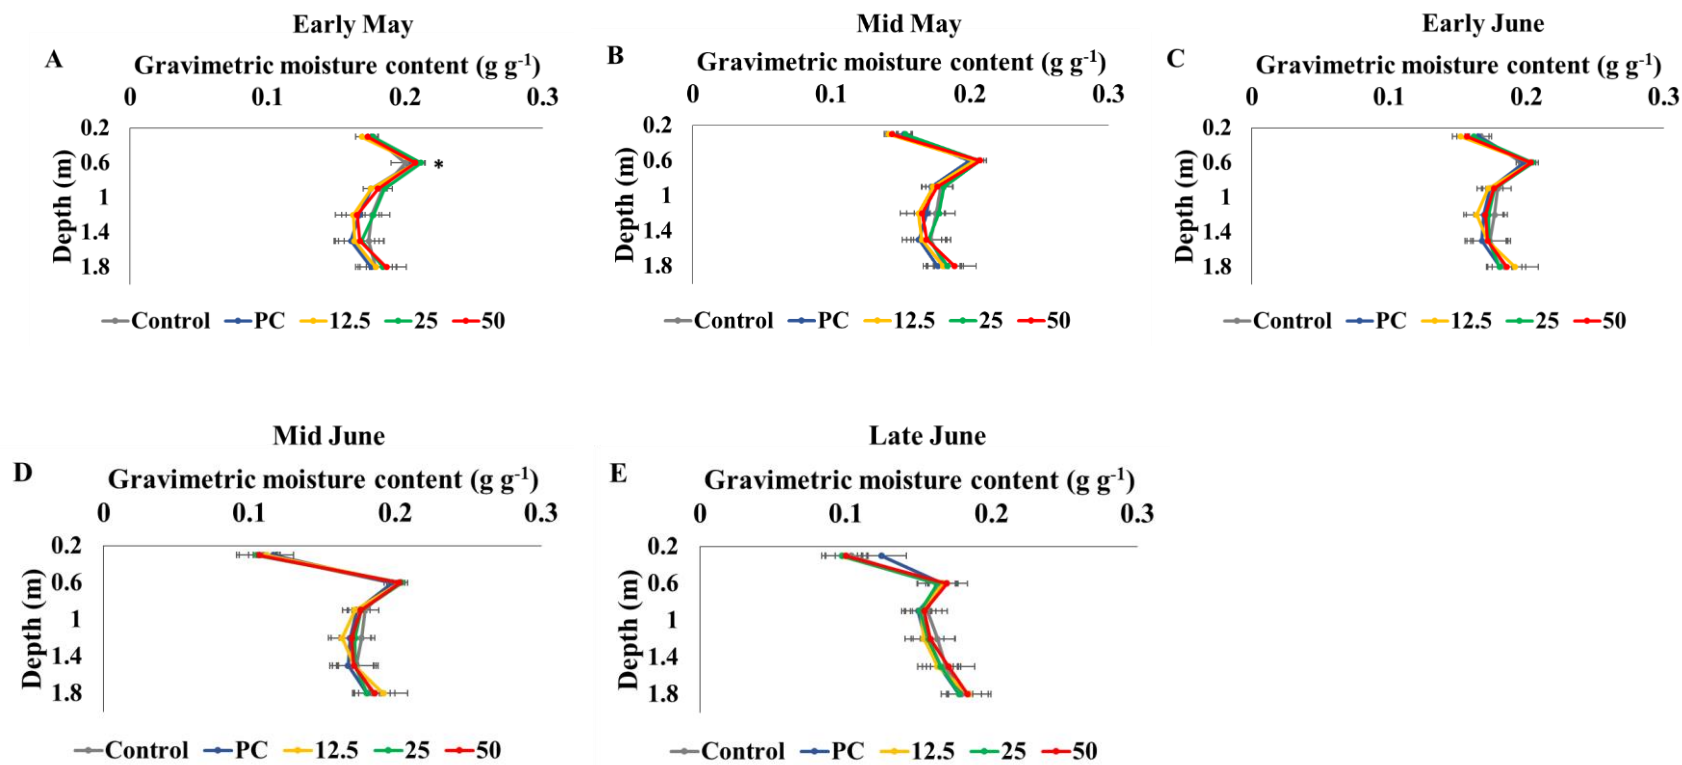 Early May
A
Gravimetric moisture content (g g-1)
0 0.1 0.2 0.3
0.2
0.6
1
1.4
1.8
Depth (m)
*
Control PC 12.5 25 50
Mid May
B
Gravimetric moisture content (g g-1)
0 0.1 0.2 0.3
0.2
0.6
1
1.4
1.8
Depth (m)
Control PC 12.5 25 50
Early June
C
Gravimetric moisture content (g g-1)
0 0.1 0.2 0.3
0.2
0.6
1
1.4
1.8
Depth (m)
Control PC 12.5 25 50
Mid June
D
Gravimetric moisture content (g g-1)
0 0.1 0.2 0.3
0.2
0.6
1
1.4
1.8
Depth (m)
Control PC 12.5 25 50
Late June
E
Gravimetric moisture content (g g-1)
0 0.1 0.2 0.3
0.2
0.6
1
1.4
1.8
Depth (m)
Control PC 12.5 25 50